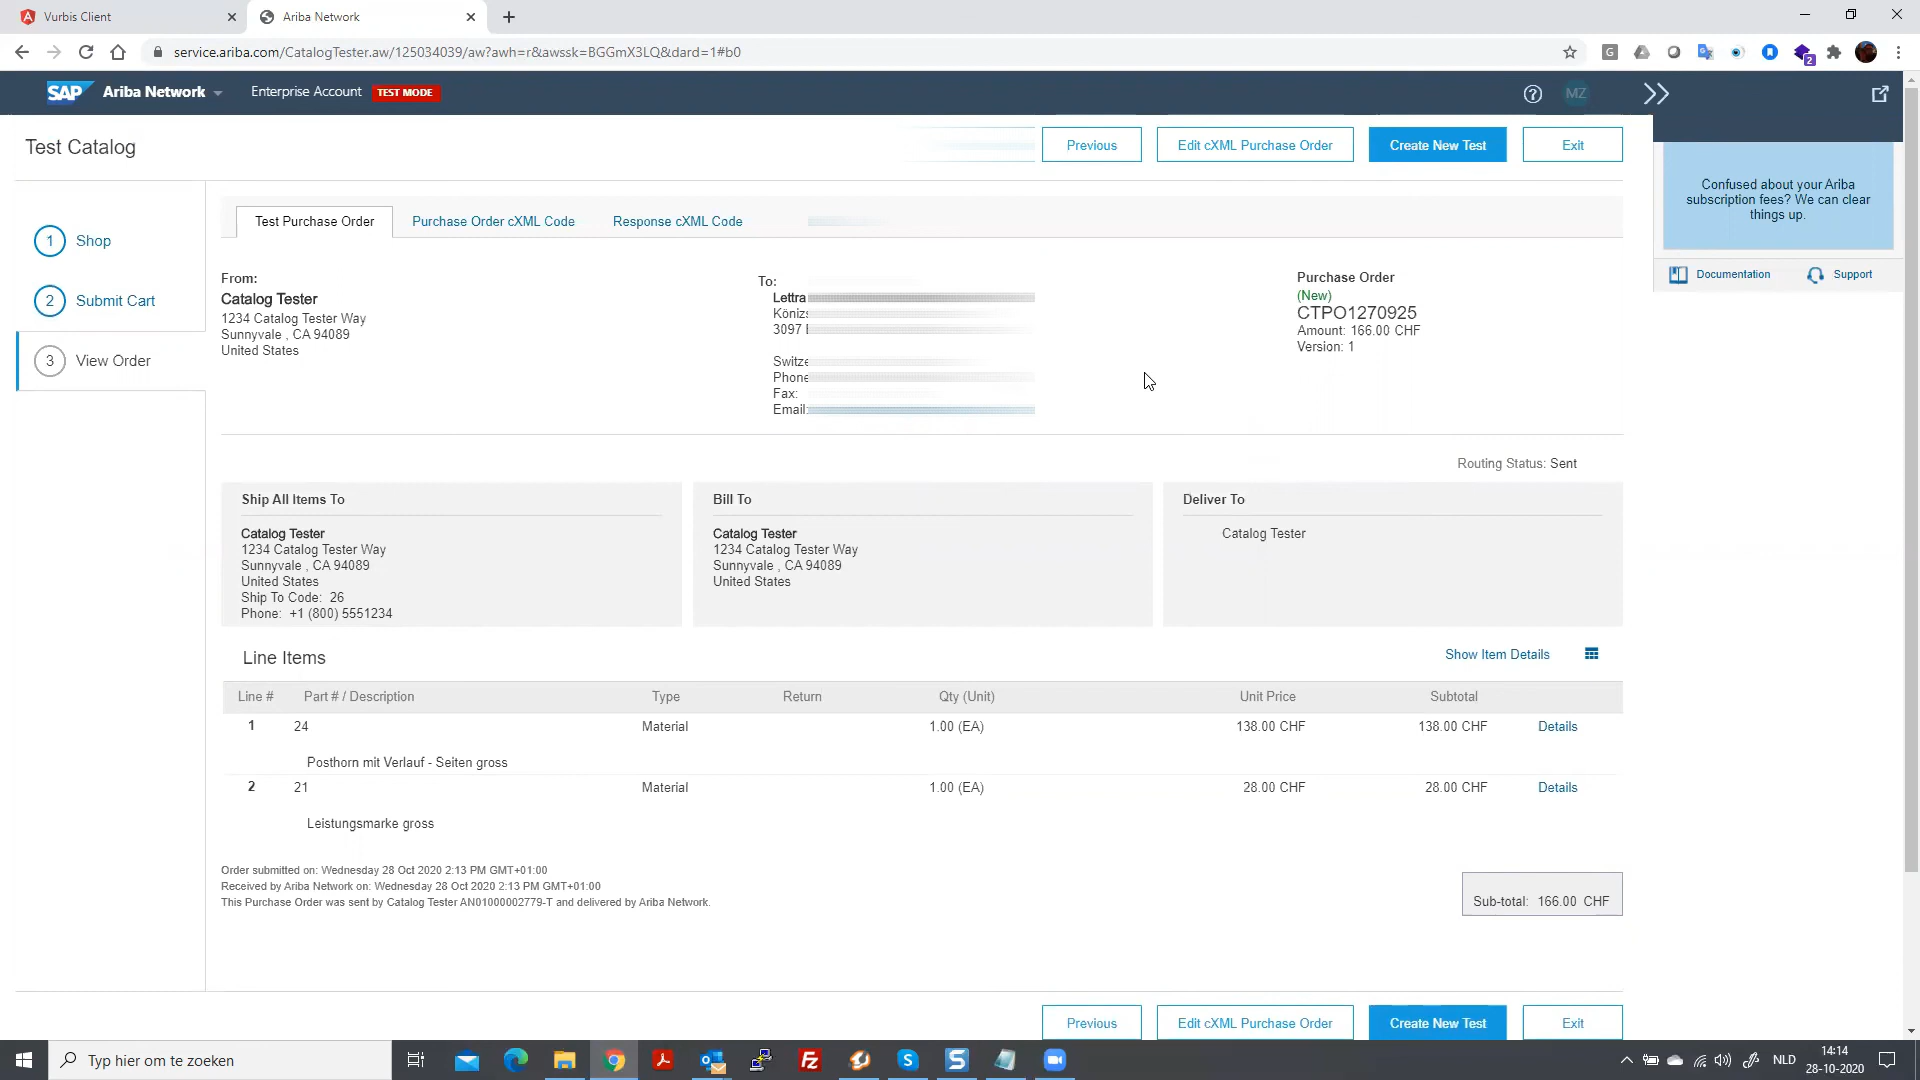 Vurbis Client
Ariba Network
service.ariba.com/CatalogTester.aw/125034039/aw?awh=r&awssk=BGGmX3LQ&dard=1#b0
2
SAP Ariba Network
Enterprise Account
TEST MODE
MZ
Test Catalog
Previous
Edit cXML Purchase Order
Create New Test
Exit
Confused about your Ariba
subscription fees? We can clear
things up.
Documentation
Support
1 Shop
2 Submit Cart
3 View Order
Test Purchase Order
Purchase Order cXML Code
Response cXML Code
From:
Catalog Tester
1234 Catalog Tester Way
Sunnyvale , CA 94089
United States
To:
Lettra
Köniz
3097
Switze
Phone
Fax:
Email:
Purchase Order
(New)
CTPO1270925
Amount: 166.00 CHF
Version: 1
Routing Status: Sent
Ship All Items To
Catalog Tester
1234 Catalog Tester Way
Sunnyvale , CA 94089
United States
Ship To Code: 26
Phone: +1 (800) 5551234
Bill To
Catalog Tester
1234 Catalog Tester Way
Sunnyvale , CA 94089
United States
Deliver To
Catalog Tester
Line Items
Show Item Details
Line # Part # / Description Type Return Qty (Unit) Unit Price Subtotal
1 24 Material 1.00 (EA) 138.00 CHF 138.00 CHF Details
Posthorn mit Verlauf - Seiten gross
2 21 Material 1.00 (EA) 28.00 CHF 28.00 CHF Details
Leistungsmarke gross
Order submitted on: Wednesday 28 Oct 2020 2:13 PM GMT+01:00
Received by Ariba Network on: Wednesday 28 Oct 2020 2:13 PM GMT+01:00
This Purchase Order was sent by Catalog Tester AN01000002779-T and delivered by Ariba Network.
Sub-total: 166.00 CHF
Previous
Edit cXML Purchase Order
Create New Test
Exit
Typ hier om te zoeken
NLD
14:14
28-10-2020